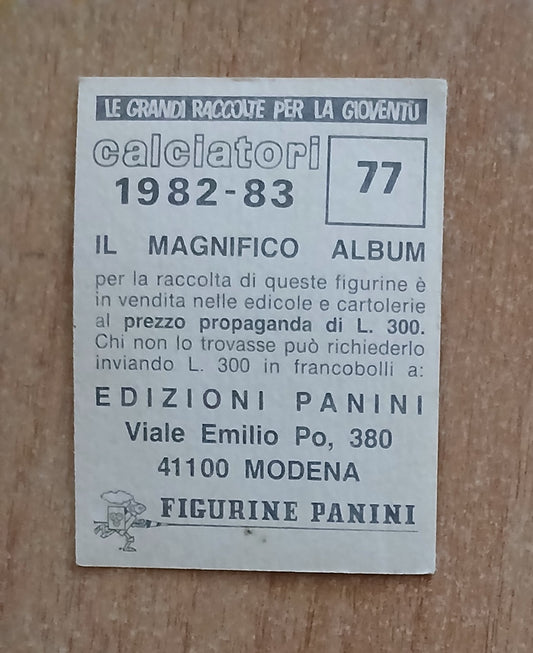 LE GRANDI RACCOLTE PER LA GIOVENTÙ
calciatori
1982-83
77
IL MAGNIFICO ALBUM
per la raccolta di queste figurine è
in vendita nelle edicole e cartolerie
al prezzo propaganda di L. 300.
Chi non lo trovasse può richiederlo
inviando L. 300 in francobolli a:
EDIZIONI PANINI
Viale Emilio Po, 380
41100 MODENA
FIGURINE PANINI